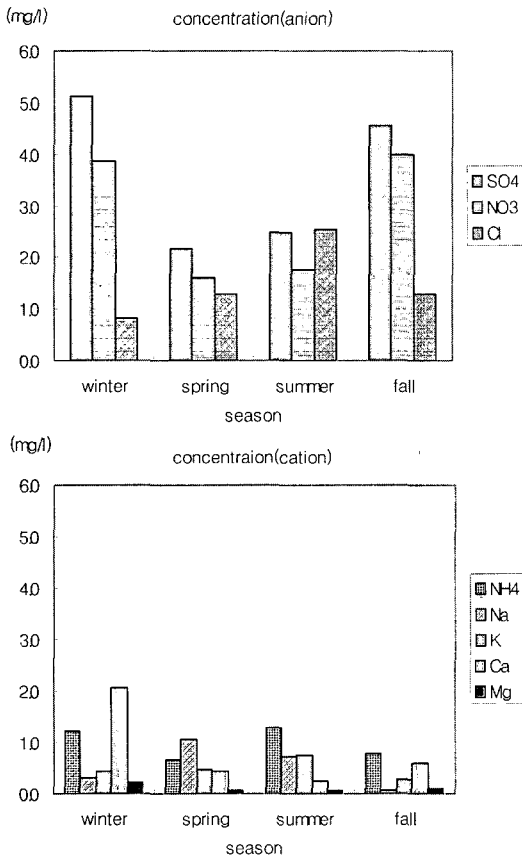 (mg/l)
concentration(anion)
6.0
5.0
4.0
3.0
2.0
1.0
0.0
SO4
NO3
Cl
winter spring summer fall
season
(mg/l)
concentraion(cation)
6.0
5.0
4.0
3.0
2.0
1.0
0.0
NH4
Na
K
Ca
Mg
winter spring summer fall
season